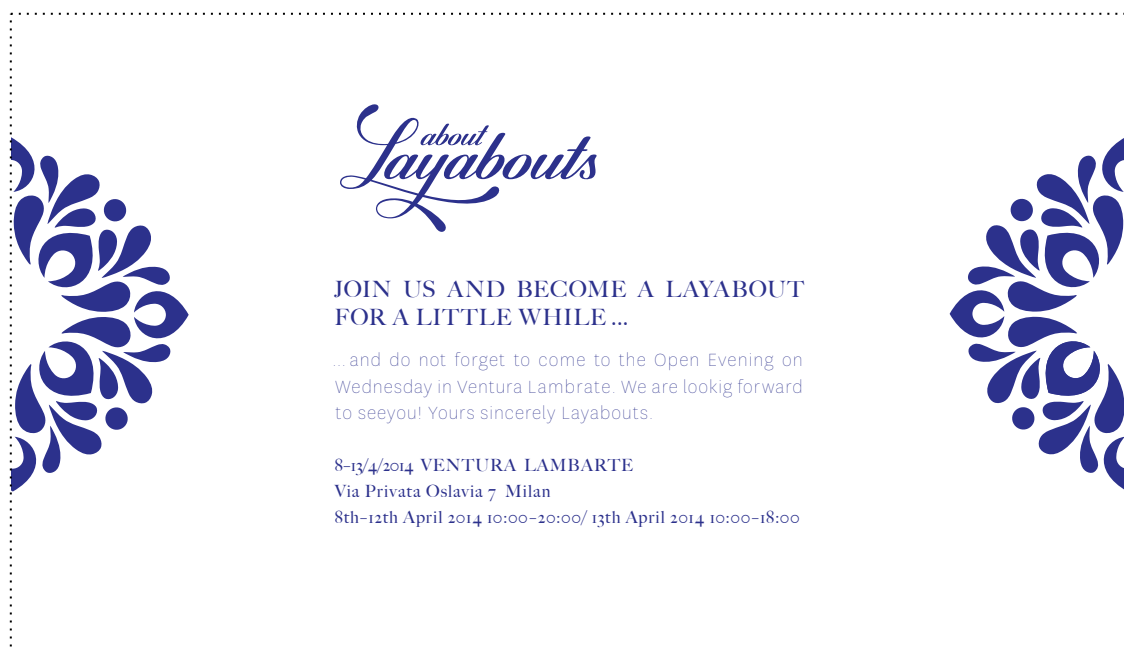 about
Layabouts
JOIN US AND BECOME A LAYABOUT
FOR A LITTLE WHILE ...
... and do not forget to come to the Open Evening on
Wednesday in Ventura Lambrate. We are lookig forward
to seeyou! Yours sincerely Layabouts.
8–13/4/2014 VENTURA LAMBARTE
Via Privata Oslavia 7 Milan
8th–12th April 2014 10:00–20:00/ 13th April 2014 10:00–18:00